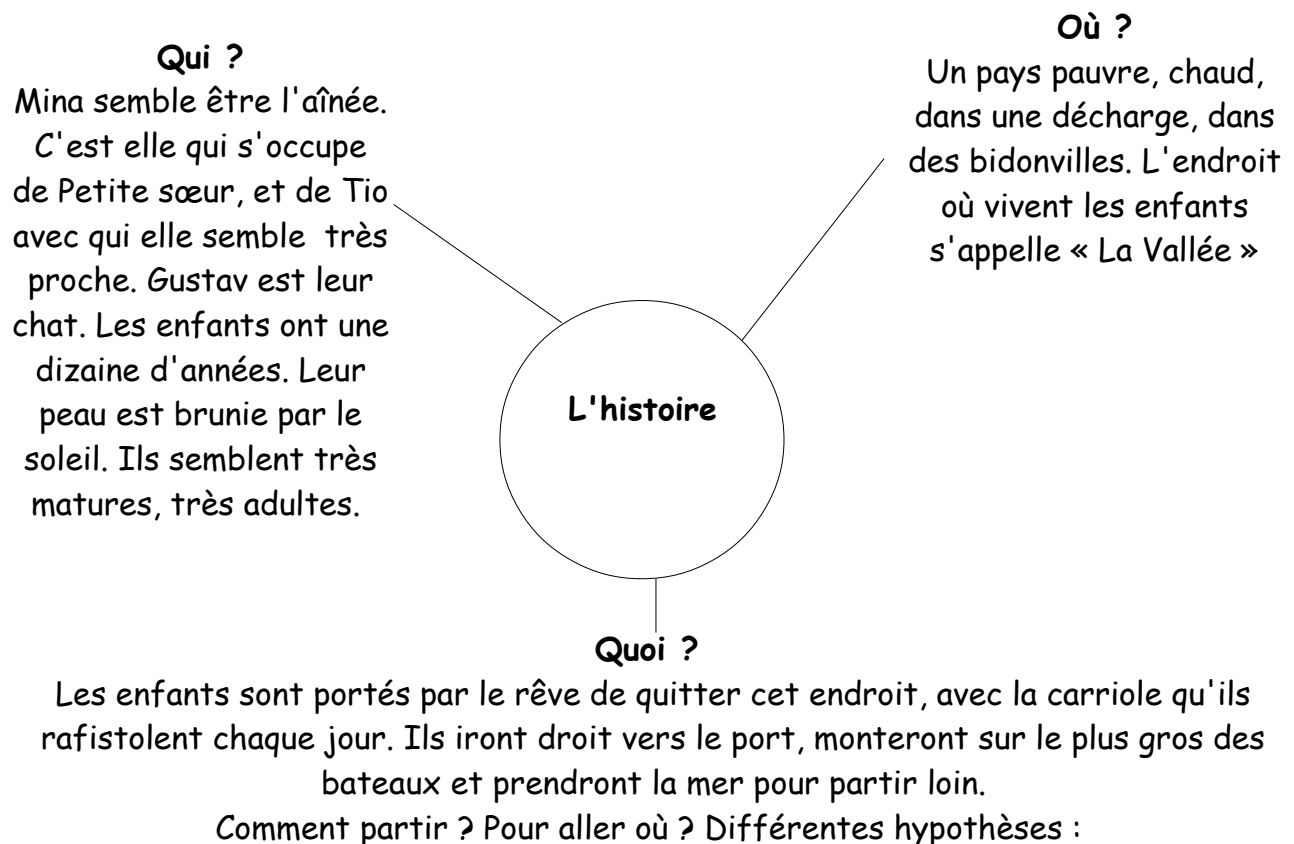 Qui ?
Mina semble être l'aînée.
C'est elle qui s'occupe
de Petite sœur, et de Tio
avec qui elle semble très
proche. Gustav est leur
chat. Les enfants ont une
dizaine d'années. Leur
peau est brunie par le
soleil. Ils semblent très
matures, très adultes.
Où ?
Un pays pauvre, chaud,
dans une décharge, dans
des bidonvilles. L'endroit
où vivent les enfants
s'appelle « La Vallée »
L'histoire
Quoi ?
Les enfants sont portés par le rêve de quitter cet endroit, avec la carriole qu'ils
rafistolent chaque jour. Ils iront droit vers le port, monteront sur le plus gros des
bateaux et prendront la mer pour partir loin.
Comment partir ? Pour aller où ? Différentes hypothèses :